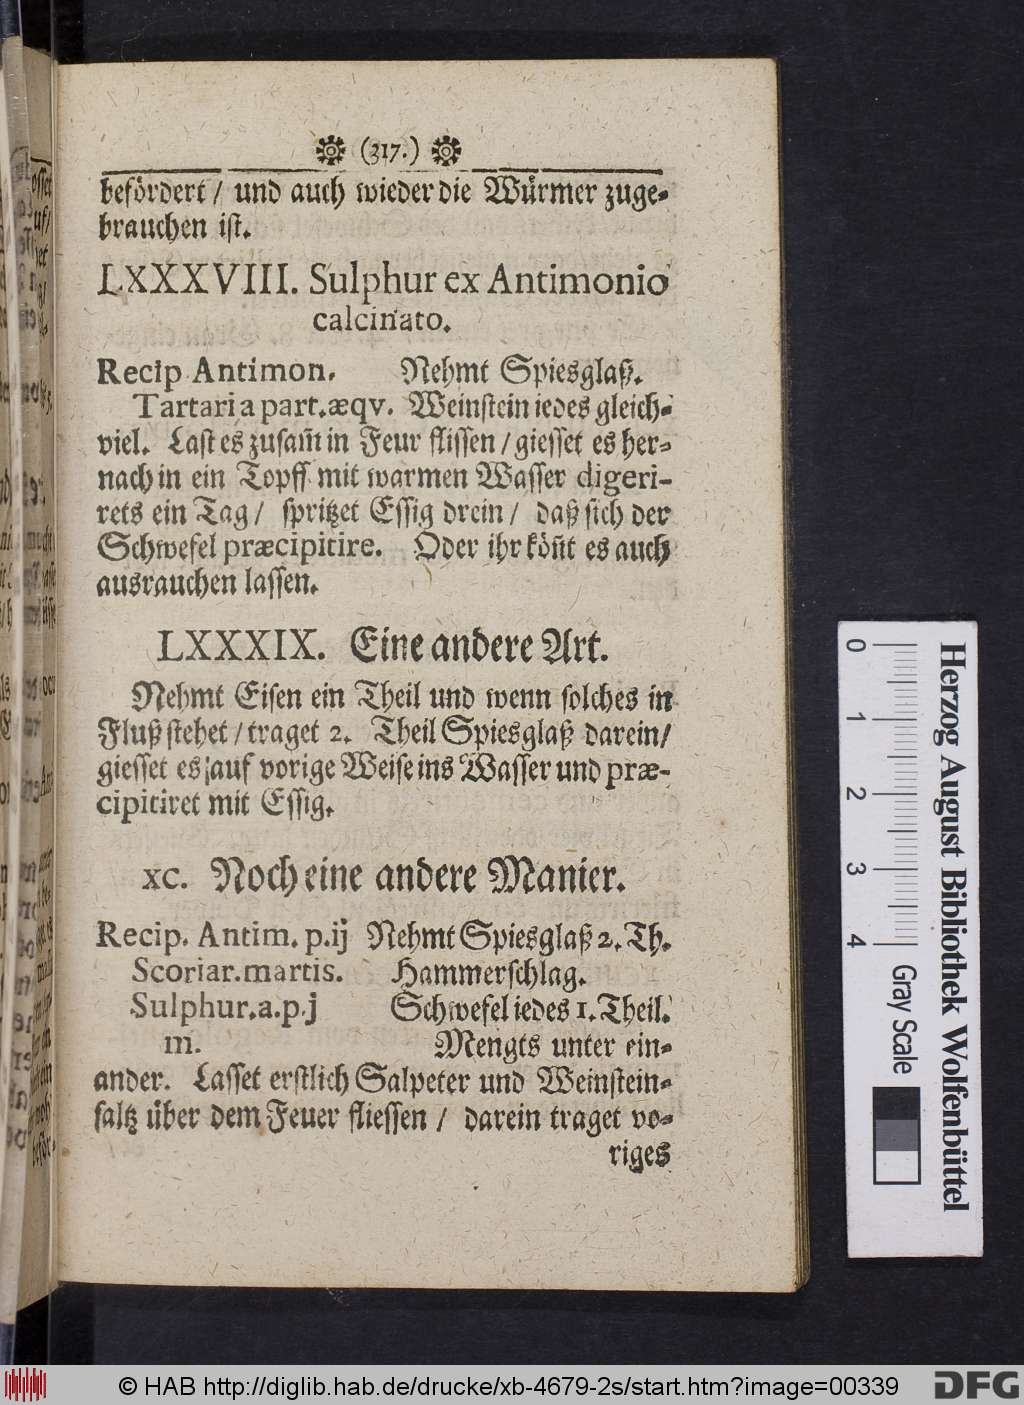 (317.)
befördert / und auch wieder die Würmer zuge-
brauchen ist.
LXXXVIII. Sulphur ex Antimonio
calcinato.
Recip Antimon. Nehmt Spiesglaß.
Tartari a part. æqv. Weinstein iedes gleich-
viel. Last es zusam̃ in Feur flissen / giesset es her-
nach in ein Topff mit warmen Wasser digeri-
rets ein Tag / spritzet Essig drein / daß sich der
Schwefel præcipitire. Oder ihr kön̄t es auch
ausrauchen lassen.
LXXXIX. Eine andere Art.
Nehmt Eisen ein Theil und wenn solches in
Fluß stehet / traget 2. Theil Spiesglaß darein /
giesset es auf vorige Weise ins Wasser und præ-
cipitiret mit Essig.
XC. Noch eine andere Manier.
Recip. Antim. p. ij Nehmt Spiesglaß 2. Th.
Scoriar. martis. Hammerschlag.
Sulphur. a. p. j Schwefel iedes 1. Theil.
m. Mengts unter ein-
ander. Lasset erstlich Salpeter und Weinstein-
saltz über dem Feuer fliessen / darein traget vo-
riges
0 1 2 3 4
Gray Scale
Herzog August Bibliothek Wolfenbüttel
© HAB http://diglib.hab.de/drucke/xb-4679-2s/start.htm?image=00339
DFG